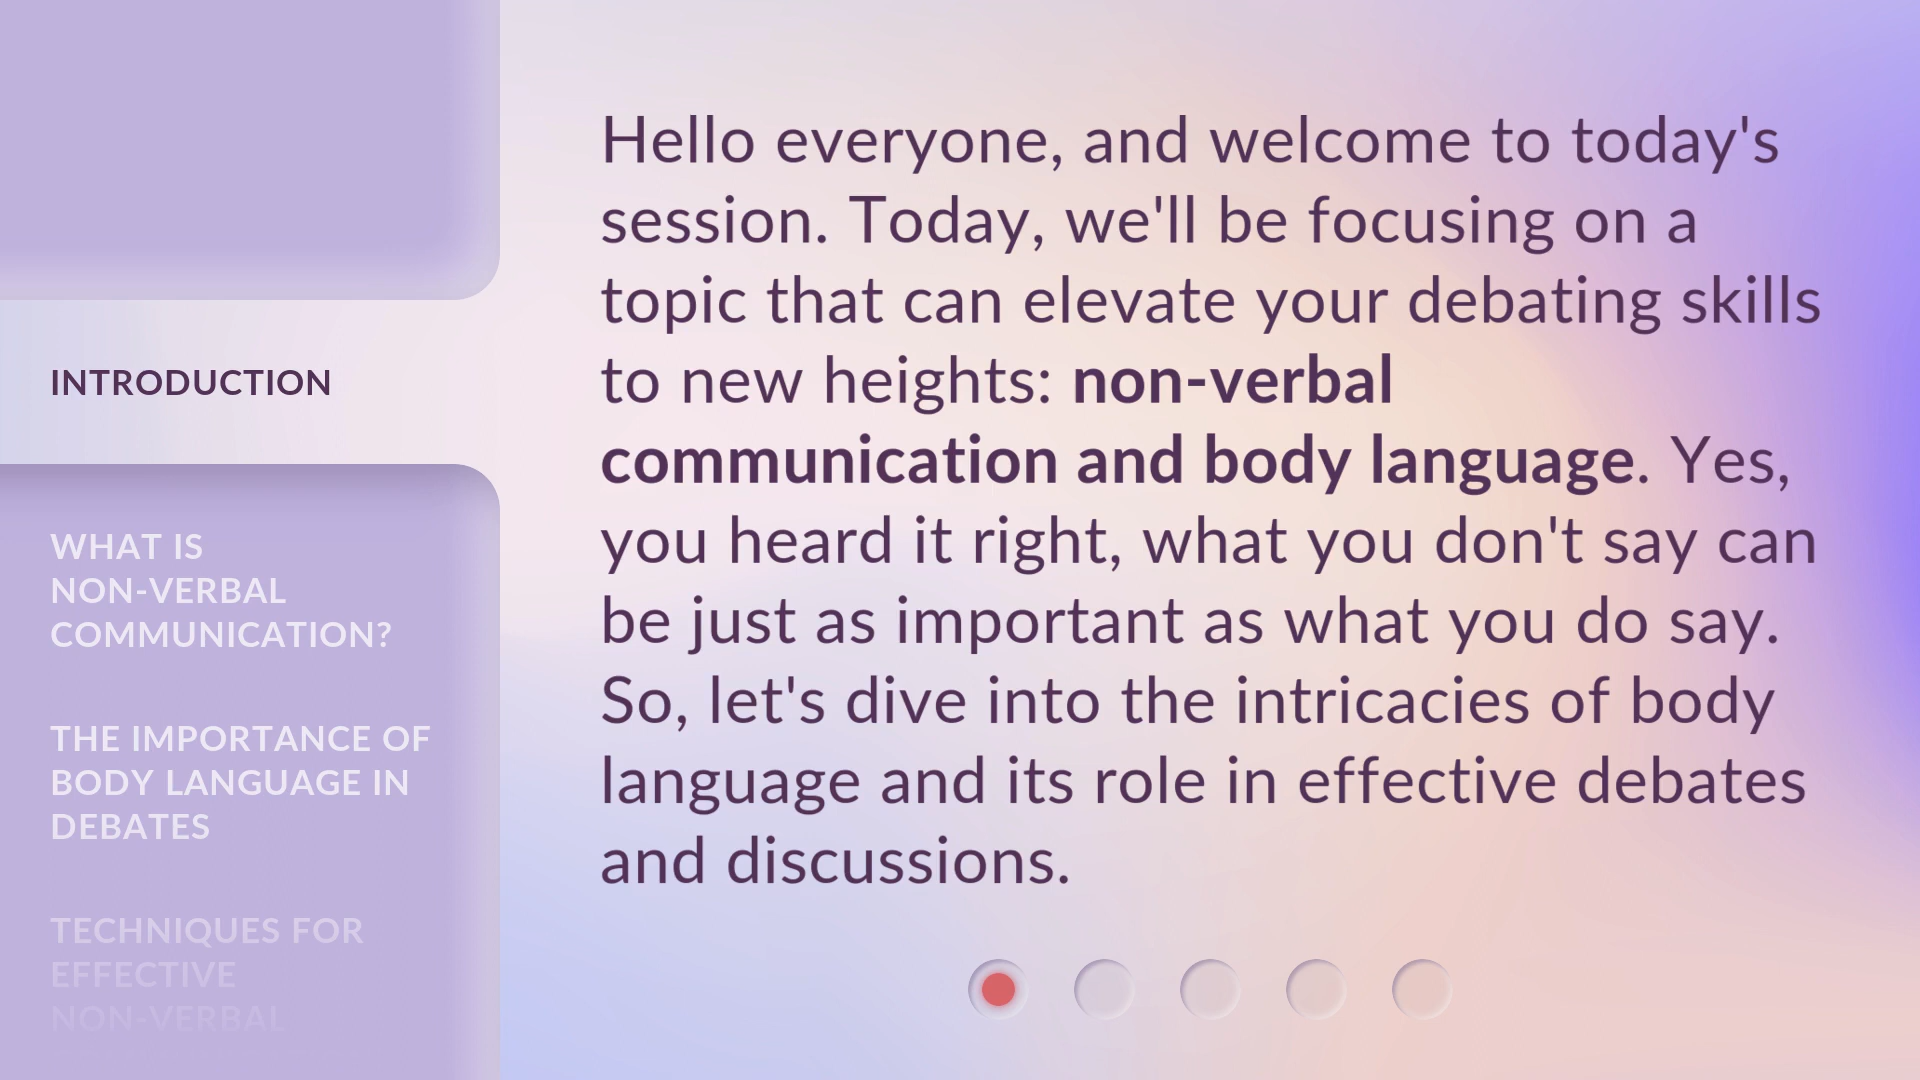 INTRODUCTION
WHAT IS
NON-VERBAL
COMMUNICATION?
THE IMPORTANCE OF
BODY LANGUAGE IN
DEBATES
TECHNIQUES FOR
EFFECTIVE
NON-VERBAL
Hello everyone, and welcome to today's
session. Today, we'll be focusing on a
topic that can elevate your debating skills
to new heights: non-verbal
communication and body language. Yes,
you heard it right, what you don't say can
be just as important as what you do say.
So, let's dive into the intricacies of body
language and its role in effective debates
and discussions.